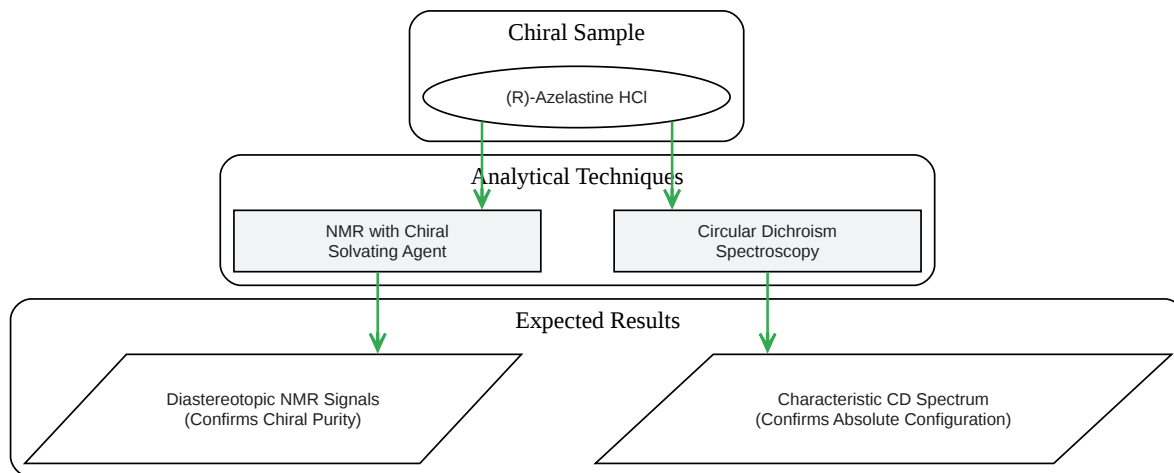 Chiral Sample
(R)-Azelastine HCl
Analytical Techniques
NMR with Chiral
Solvating Agent
Circular Dichroism
Spectroscopy
Expected Results
Diastereotopic NMR Signals
(Confirms Chiral Purity)
Characteristic CD Spectrum
(Confirms Absolute Configuration)